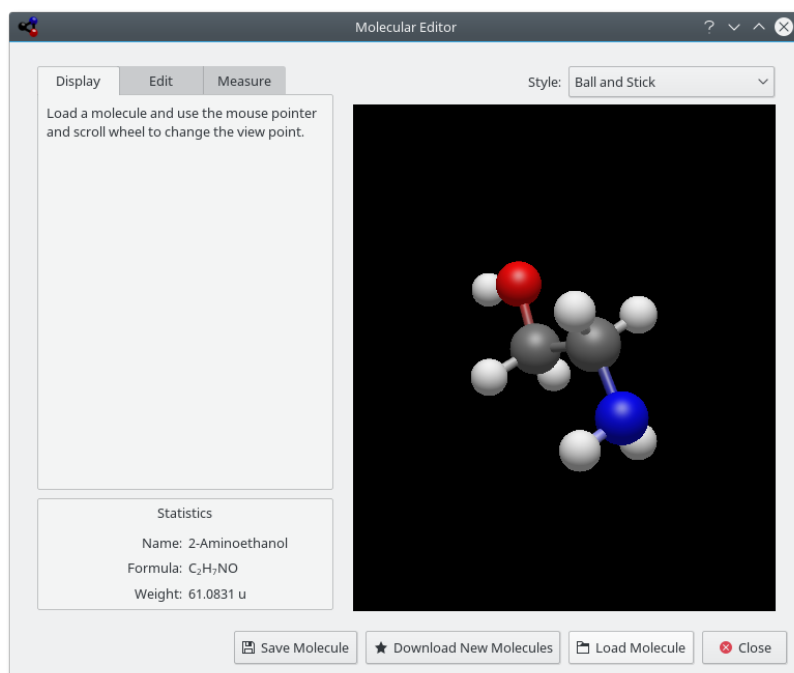 Molecular Editor
?
Display
Edit
Measure
Load a molecule and use the mouse pointer
and scroll wheel to change the view point.
Style: Ball and Stick
Statistics
Name: 2-Aminoethanol
Formula: C₂H₇NO
Weight: 61.0831 u
Save Molecule
Download New Molecules
Load Molecule
Close